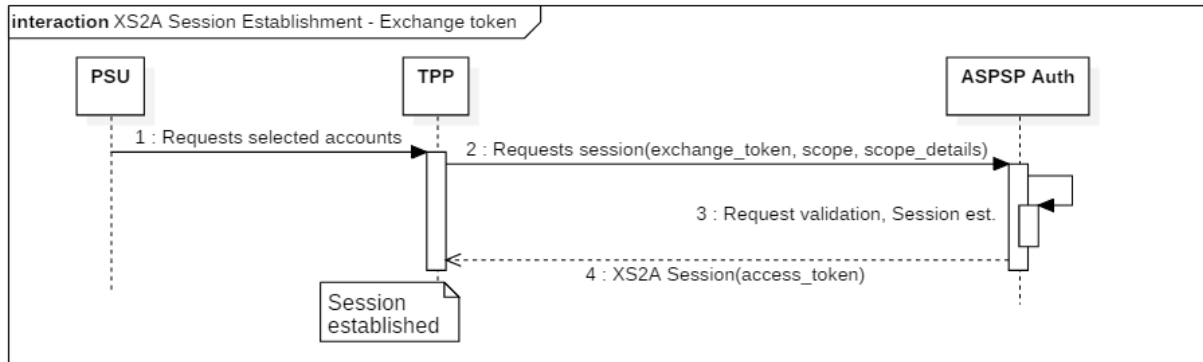 interaction XS2A Session Establishment - Exchange token
PSU
TPP
ASPSP Auth
1 : Requests selected accounts
2 : Requests session(exchange_token, scope, scope_details)
3 : Request validation, Session est.
4 : XS2A Session(access_token)
Session
established